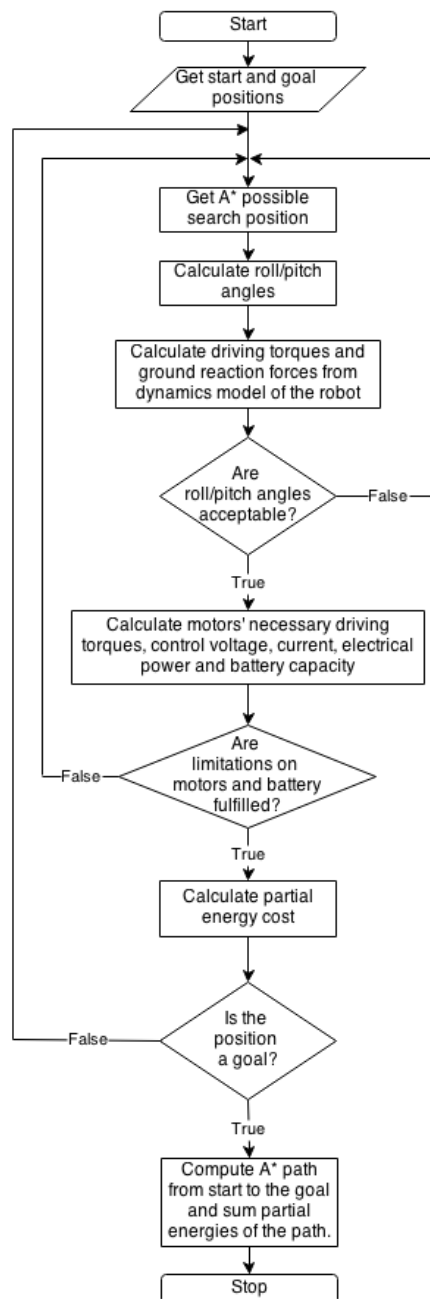 Start
Get start and goal
positions
Get A* possible
search position
Calculate roll/pitch
angles
Calculate driving torques and
ground reaction forces from
dynamics model of the robot
Are
roll/pitch angles
acceptable?
False
True
Calculate motors' necessary driving
torques, control voltage, current, electrical
power and battery capacity
Are
limitations on
motors and battery
fulfilled?
False
True
Calculate partial
energy cost
Is the
position
a goal?
False
True
Compute A* path
from start to the goal
and sum partial
energies of the path.
Stop